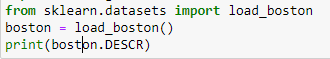 from sklearn.datasets import load_boston
boston = load_boston()
print(boston.DESCR)